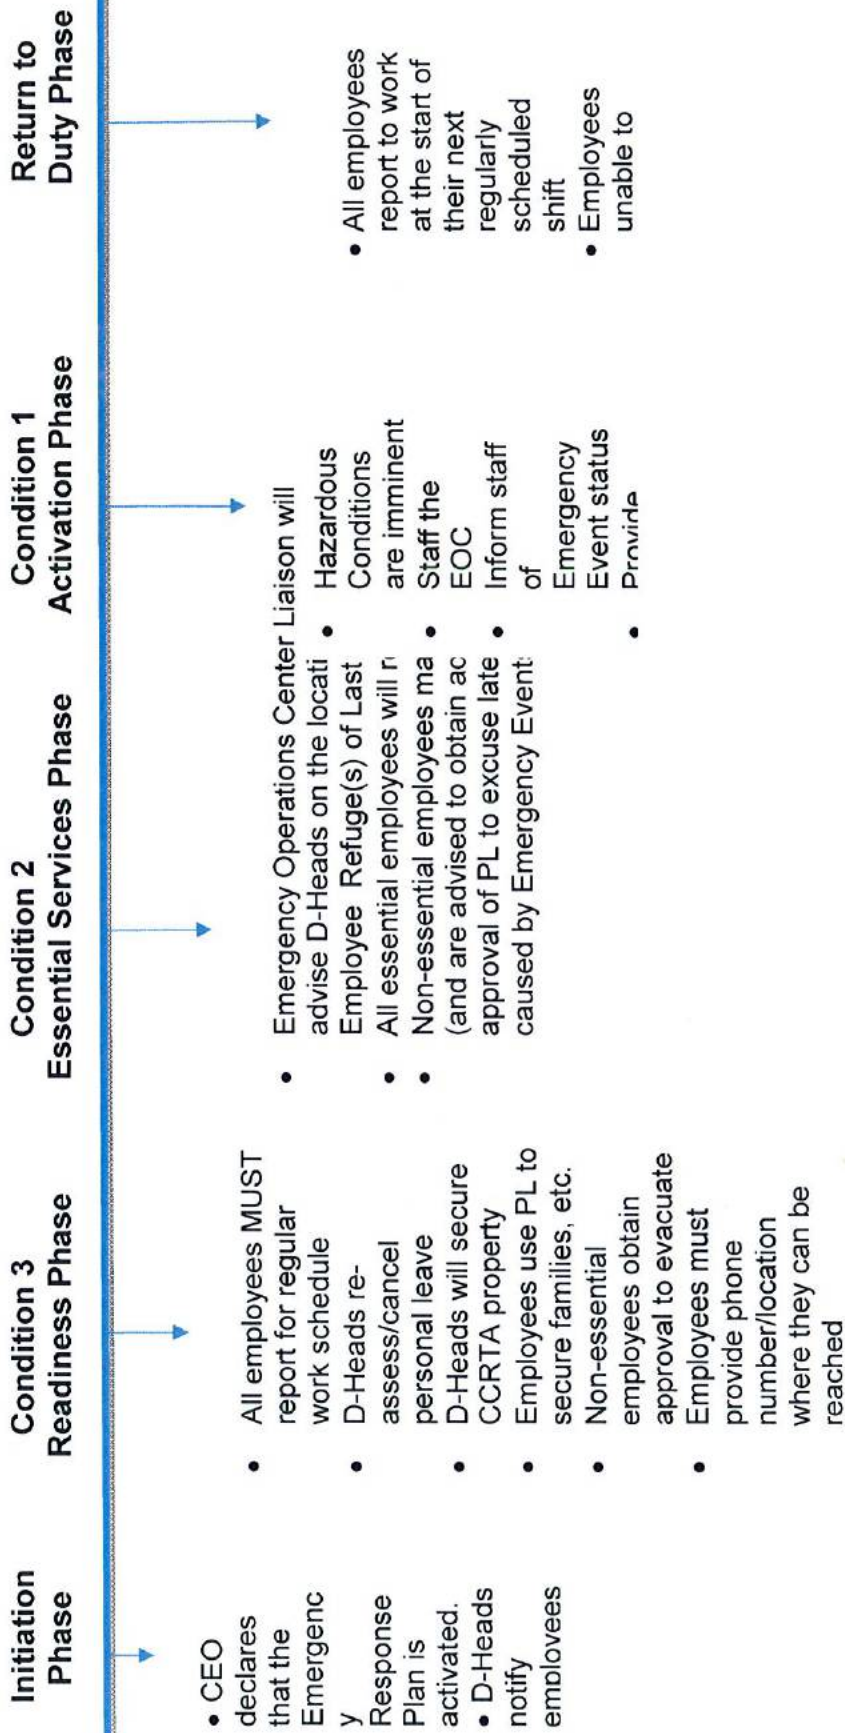 Initiation
Phase
• CEO
declares
that the
Emergenc
y
Response
Plan is
activated.
• D-Heads
notify
employees
Condition 3
Readiness Phase
• All employees MUST
report for regular
work schedule
• D-Heads re-
assess/cancel
personal leave
• D-Heads will secure
CCRTA property
• Employees use PL to
secure families, etc.
• Non-essential
employees obtain
approval to evacuate
• Employees must
provide phone
number/location
where they can be
reached
Condition 2
Essential Services Phase
• Emergency Operations Center Liaison will
advise D-Heads on the locati
Employee Refuge(s) of Last
• All essential employees will r
• Non-essential employees ma
(and are advised to obtain ac
approval of PL to excuse late
caused by Emergency Event
Condition 1
Activation Phase
• Hazardous
Conditions
are imminent
• Staff the
EOC
• Inform staff
of
Emergency
Event status
• Provide
Return to
Duty Phase
• All employees
report to work
at the start of
their next
regularly
scheduled
shift
• Employees
unable to